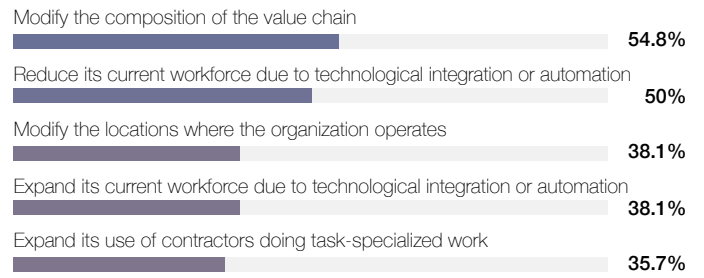 Modify the composition of the value chain
54.8%
Reduce its current workforce due to technological integration or automation
50%
Modify the locations where the organization operates
38.1%
Expand its current workforce due to technological integration or automation
38.1%
Expand its use of contractors doing task-specialized work
35.7%